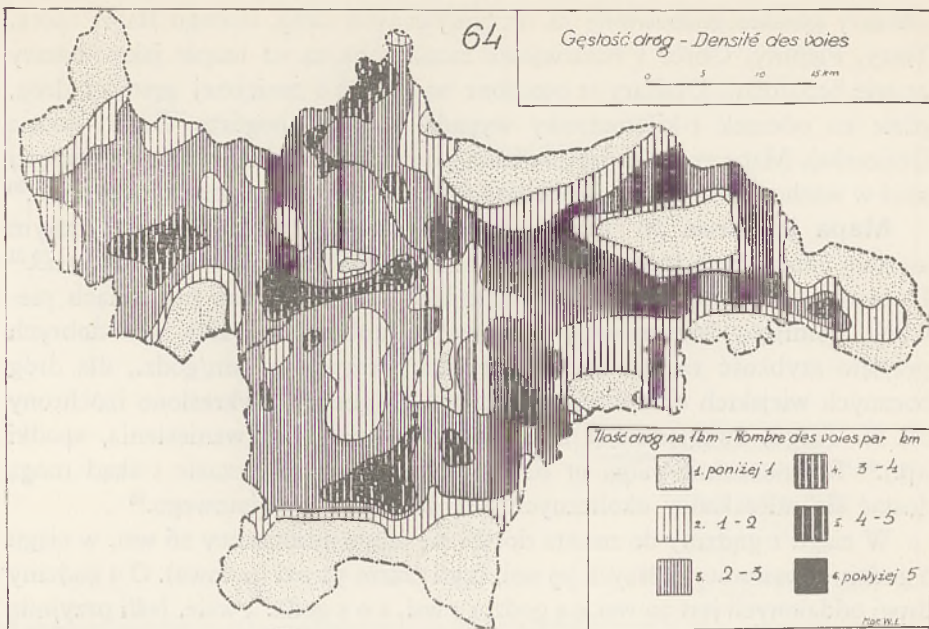 64
Gęstość dróg - Densité des voies
0 5 10 15 km
Ilość dróg na 1 km - Nombre des voies par km
1. poniżej 1
4. 3 - 4
2. 1 - 2
5. 4 - 5
3. 2 - 3
6. powyżej 5